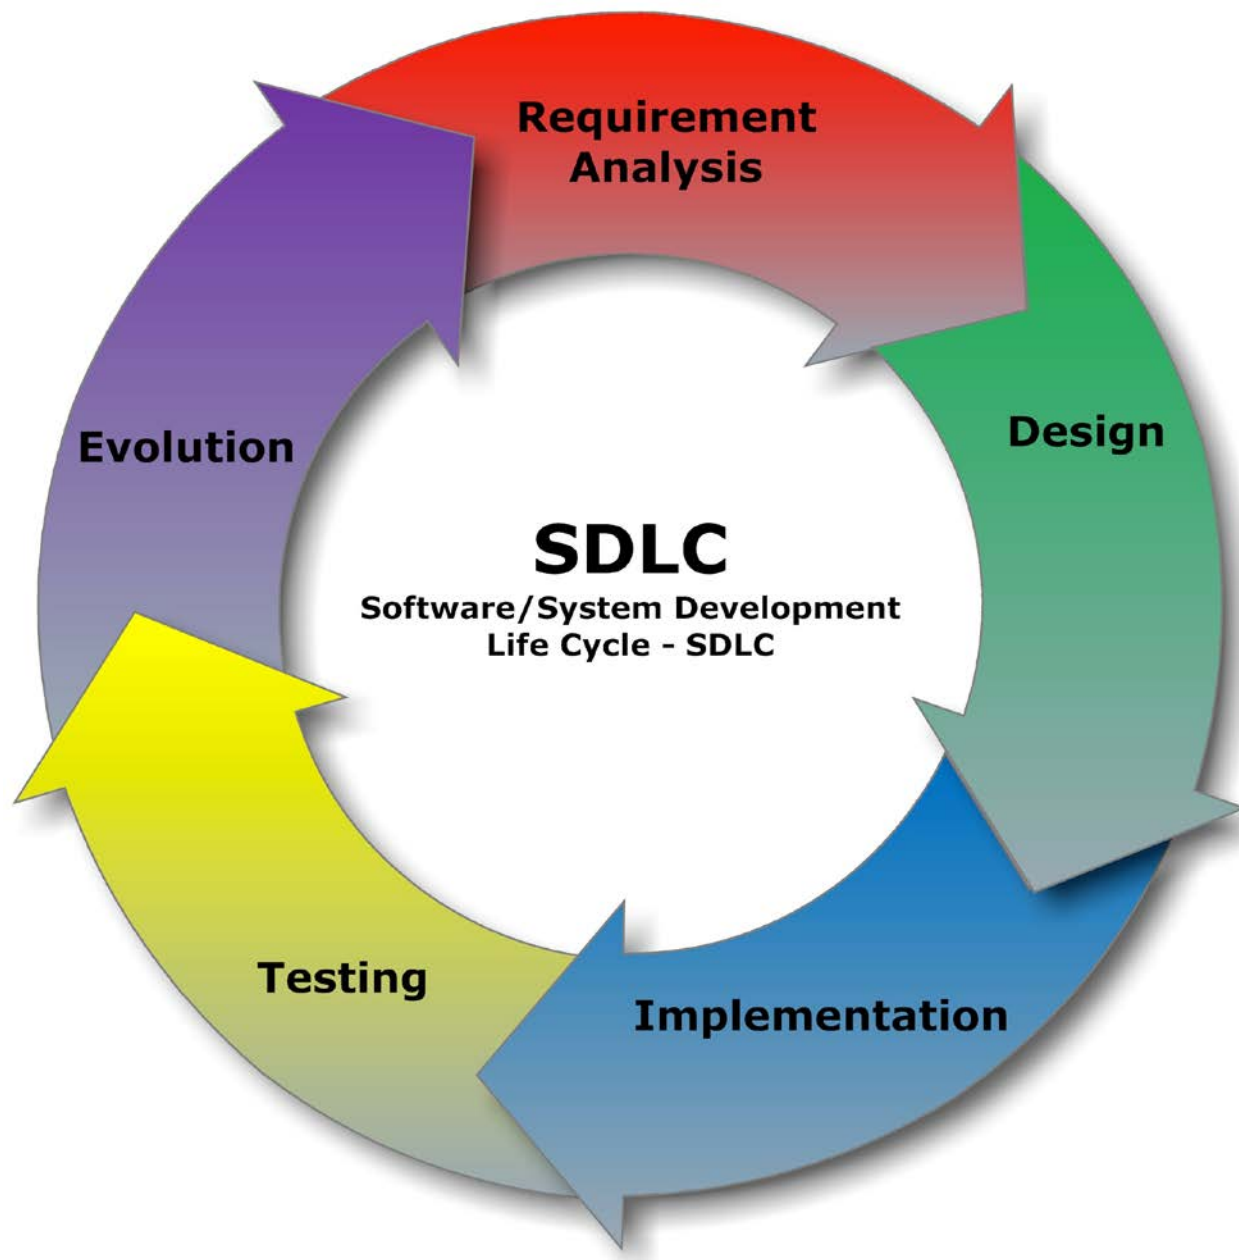 Requirement
Analysis
Design
Implementation
Testing
Evolution
SDLC
Software/System Development
Life Cycle - SDLC